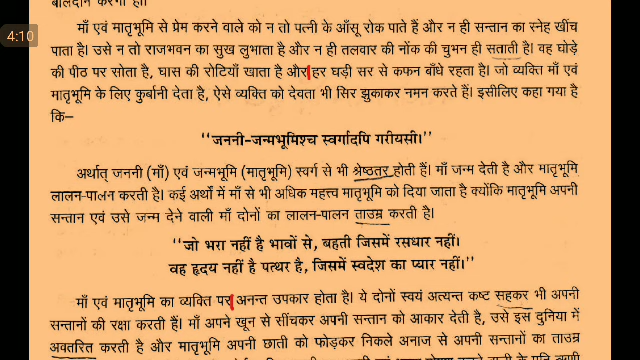 बलिदान करना हा।
माँ एवं मातृभूमि से प्रेम करने वाले को न तो पत्नी के आँसू रोक पाते हैं और न ही सन्तान का स्नेह खींच
4:10
पाता है। उसे न तो राजभवन का सुख लुभाता है और न ही तलवार की नोंक की चुभन ही सताती है। वह घोड़े
की पीठ पर सोता है, घास की रोटियाँ खाता है और हर घड़ी सर से कफन बाँधे रहता है। जो व्यक्ति माँ एवं
मातृभूमि के लिए कुर्बानी देता है, ऐसे व्यक्ति को देवता भी सिर झुकाकर नमन करते हैं। इसीलिए कहा गया है
कि–
‘‘जननी-जन्मभूमिश्च स्वर्गादपि गरीयसी।’’
अर्थात् जननी (माँ) एवं जन्मभूमि (मातृभूमि) स्वर्ग से भी श्रेष्ठतर होती हैं। माँ जन्म देती है और मातृभूमि
लालन-पालन करती है। कई अर्थों में माँ से भी अधिक महत्त्व मातृभूमि को दिया जाता है क्योंकि मातृभूमि अपनी
सन्तान एवं उसे जन्म देने वाली माँ दोनों का लालन-पालन ताउम्र करती है।
‘‘जो भरा नहीं है भावों से, बहती जिसमें रसधार नहीं।
वह हृदय नहीं है पत्थर है, जिसमें स्वदेश का प्यार नहीं।’’
माँ एवं मातृभूमि का व्यक्ति पर अनन्त उपकार होता है। ये दोनों स्वयं अत्यन्त कष्ट सहकर भी अपनी
सन्तानों की रक्षा करती हैं। माँ अपने खून से सींचकर अपनी सन्तान को आकार देती है, उसे इस दुनिया में
अवतरित करती है और मातृभूमि अपनी छाती को फोड़कर निकले अनाज से अपनी सन्तानों का ताउम्र